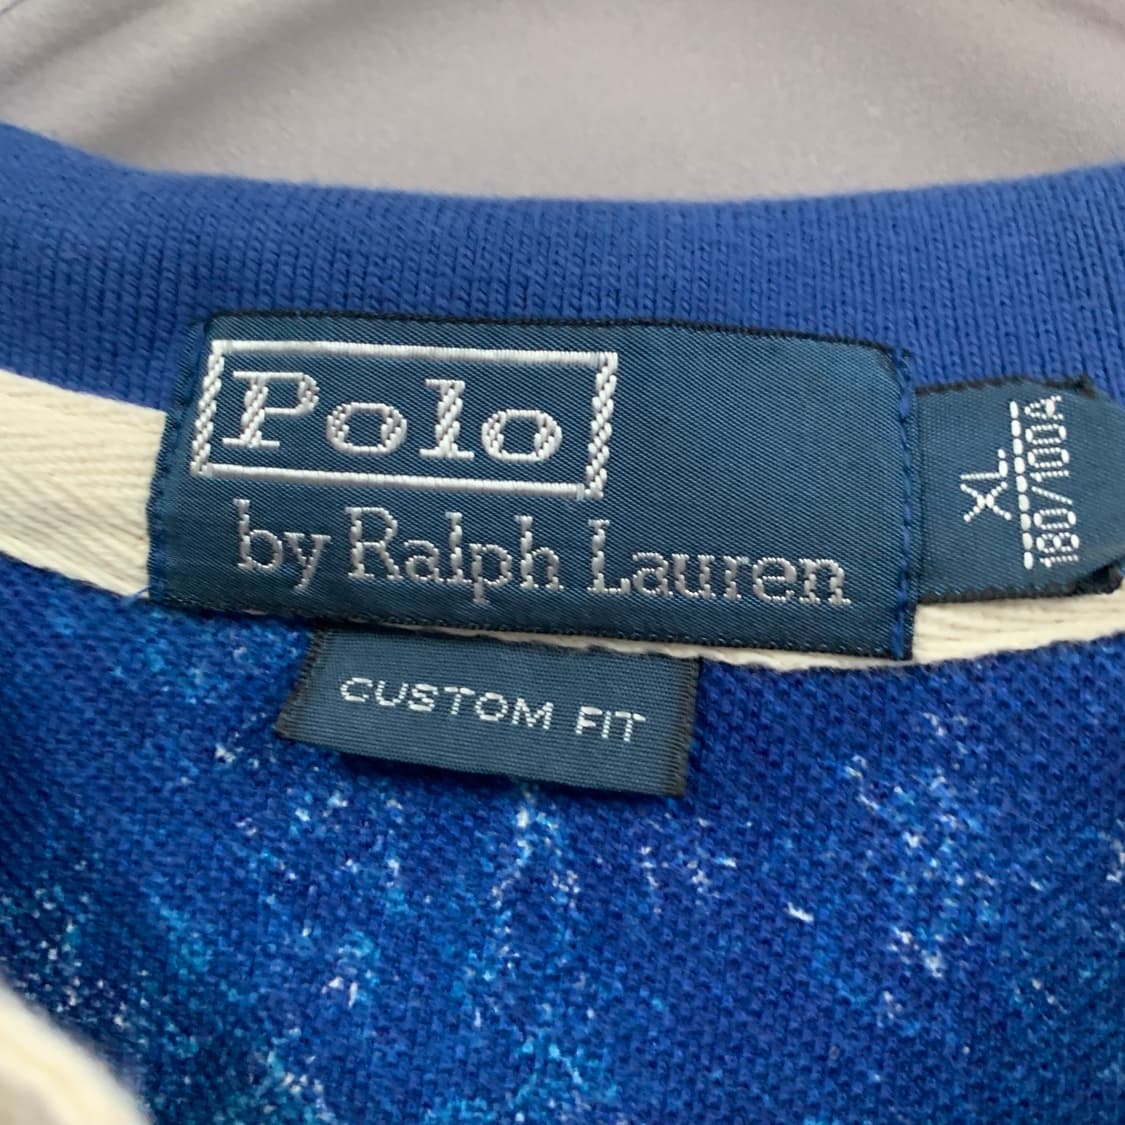 Polo
by Ralph Lauren
XL
180/100A
CUSTOM FIT